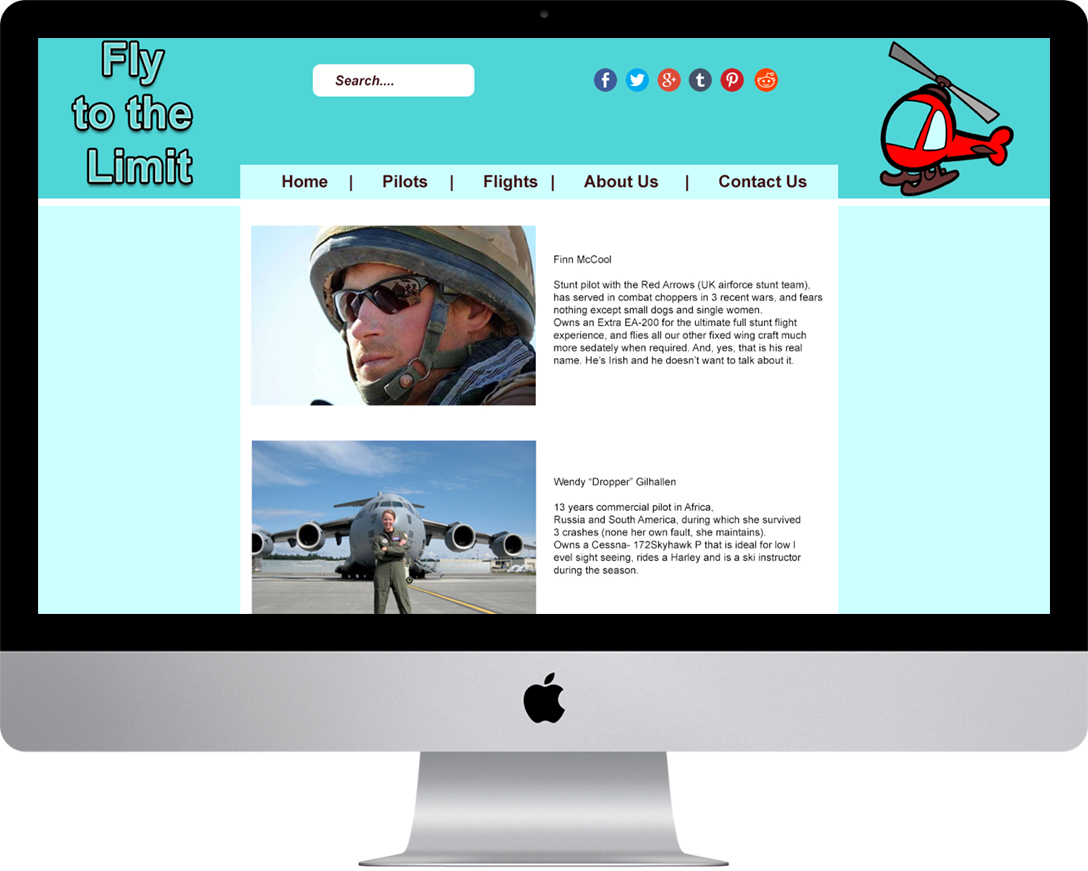 Fly
to the
Limit
Search....
f g+ t
Home | Pilots | Flights | About Us | Contact Us
Finn McCool
Stunt pilot with the Red Arrows (UK airforce stunt team),
has served in combat choppers in 3 recent wars, and fears
nothing except small dogs and single women.
Owns an Extra EA-200 for the ultimate full stunt flight
experience, and flies all our other fixed wing craft much
more sedately when required. And, yes, that is his real
name. He's Irish and he doesn't want to talk about it.
Wendy “Dropper” Gilhallen
13 years commercial pilot in Africa,
Russia and South America, during which she survived
3 crashes (none her own fault, she maintains).
Owns a Cessna- 172Skyhawk P that is ideal for low l
evel sight seeing, rides a Harley and is a ski instructor
during the season.